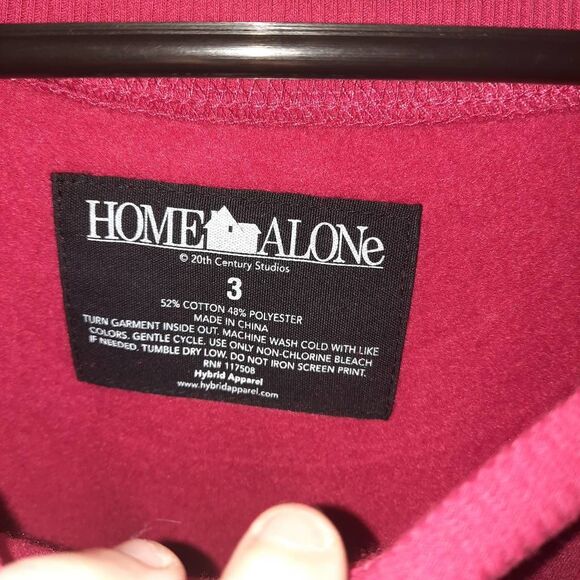 HOME ALONe
© 20th Century Studios
3
52% COTTON 48% POLYESTER
MADE IN CHINA
TURN GARMENT INSIDE OUT. MACHINE WASH COLD WITH LIKE
COLORS. GENTLE CYCLE. USE ONLY NON-CHLORINE BLEACH
IF NEEDED. TUMBLE DRY LOW. DO NOT IRON SCREEN PRINT.
RN# 117508
Hybrid Apparel
www.hybridapparel.com